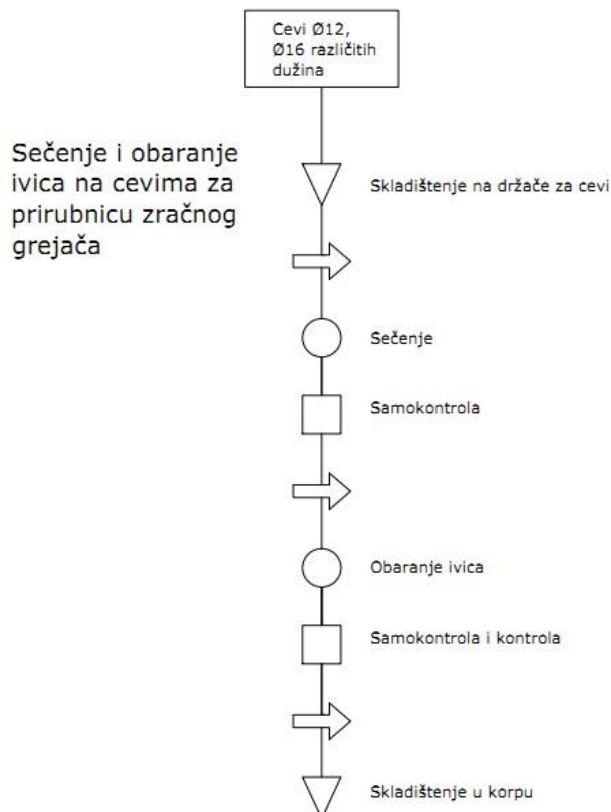 Cevi Ø12,
Ø16 različitih
dužina
Sečenje i obaranje
ivica na cevima za
prirubnicu zračnog
grejača
Skladištenje na držače za cevi
Sečenje
Samokontrola
Obaranje ivica
Samokontrola i kontrola
Skladištenje u korpu